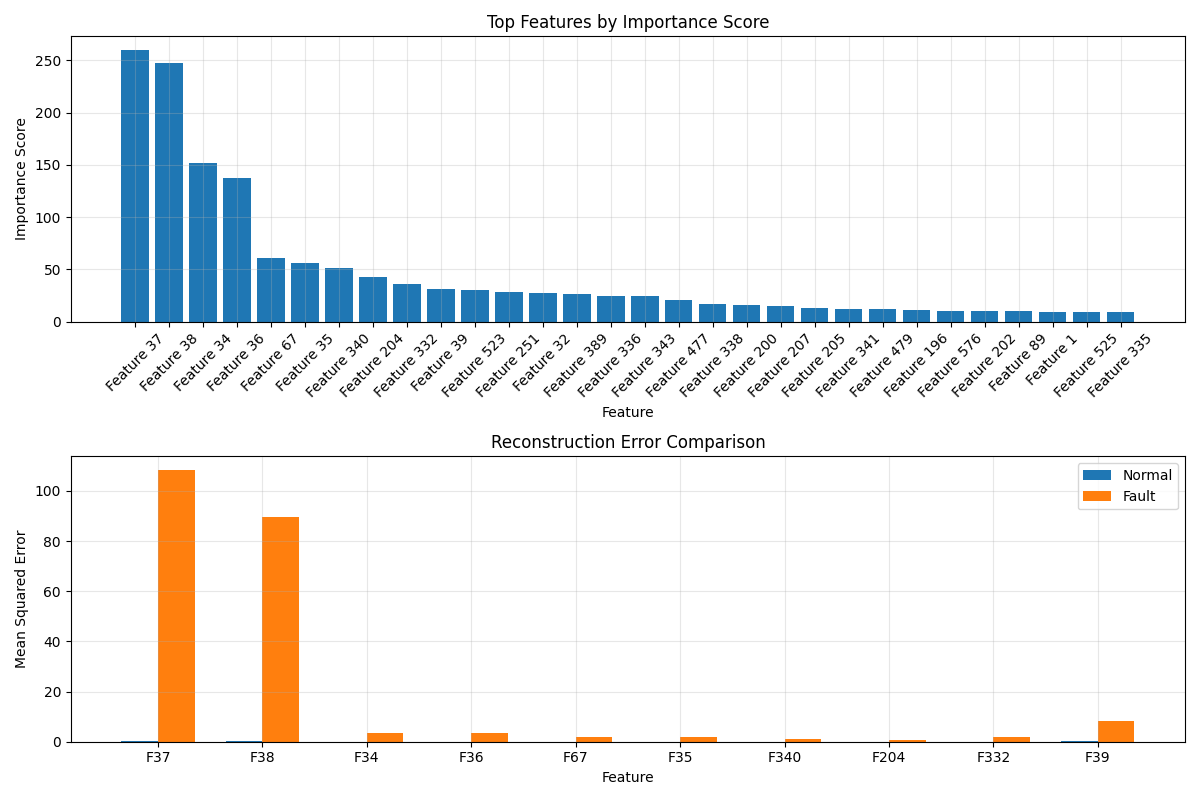 Top Features by Importance Score
Importance Score
250
200
150
100
50
0
Feature 37
Feature 38
Feature 34
Feature 36
Feature 67
Feature 35
Feature 340
Feature 204
Feature 332
Feature 39
Feature 523
Feature 251
Feature 32
Feature 389
Feature 336
Feature 343
Feature 477
Feature 338
Feature 200
Feature 207
Feature 205
Feature 341
Feature 479
Feature 196
Feature 576
Feature 202
Feature 89
Feature 1
Feature 525
Feature 335
Feature
Reconstruction Error Comparison
Mean Squared Error
100
80
60
40
20
0
Normal
Fault
F37 F38 F34 F36 F67 F35 F340 F204 F332 F39
Feature